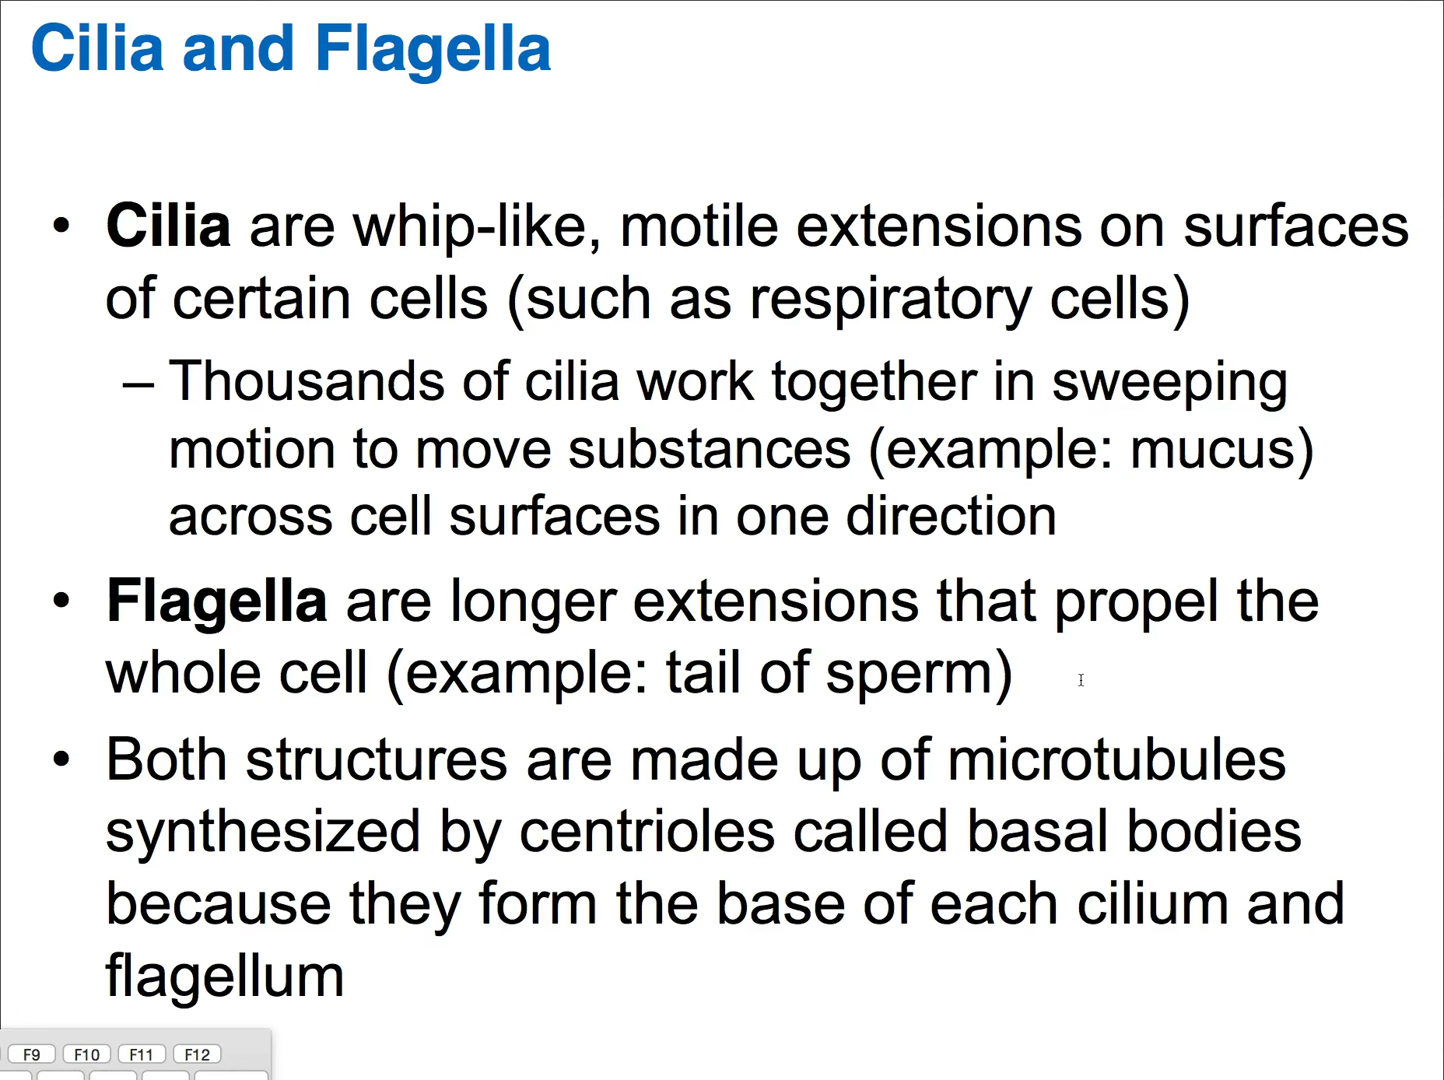 Cilia and Flagella
• Cilia are whip-like, motile extensions on surfaces
of certain cells (such as respiratory cells)
– Thousands of cilia work together in sweeping
motion to move substances (example: mucus)
across cell surfaces in one direction
• Flagella are longer extensions that propel the
whole cell (example: tail of sperm)
• Both structures are made up of microtubules
synthesized by centrioles called basal bodies
because they form the base of each cilium and
flagellum
F9 F10 F11 F12